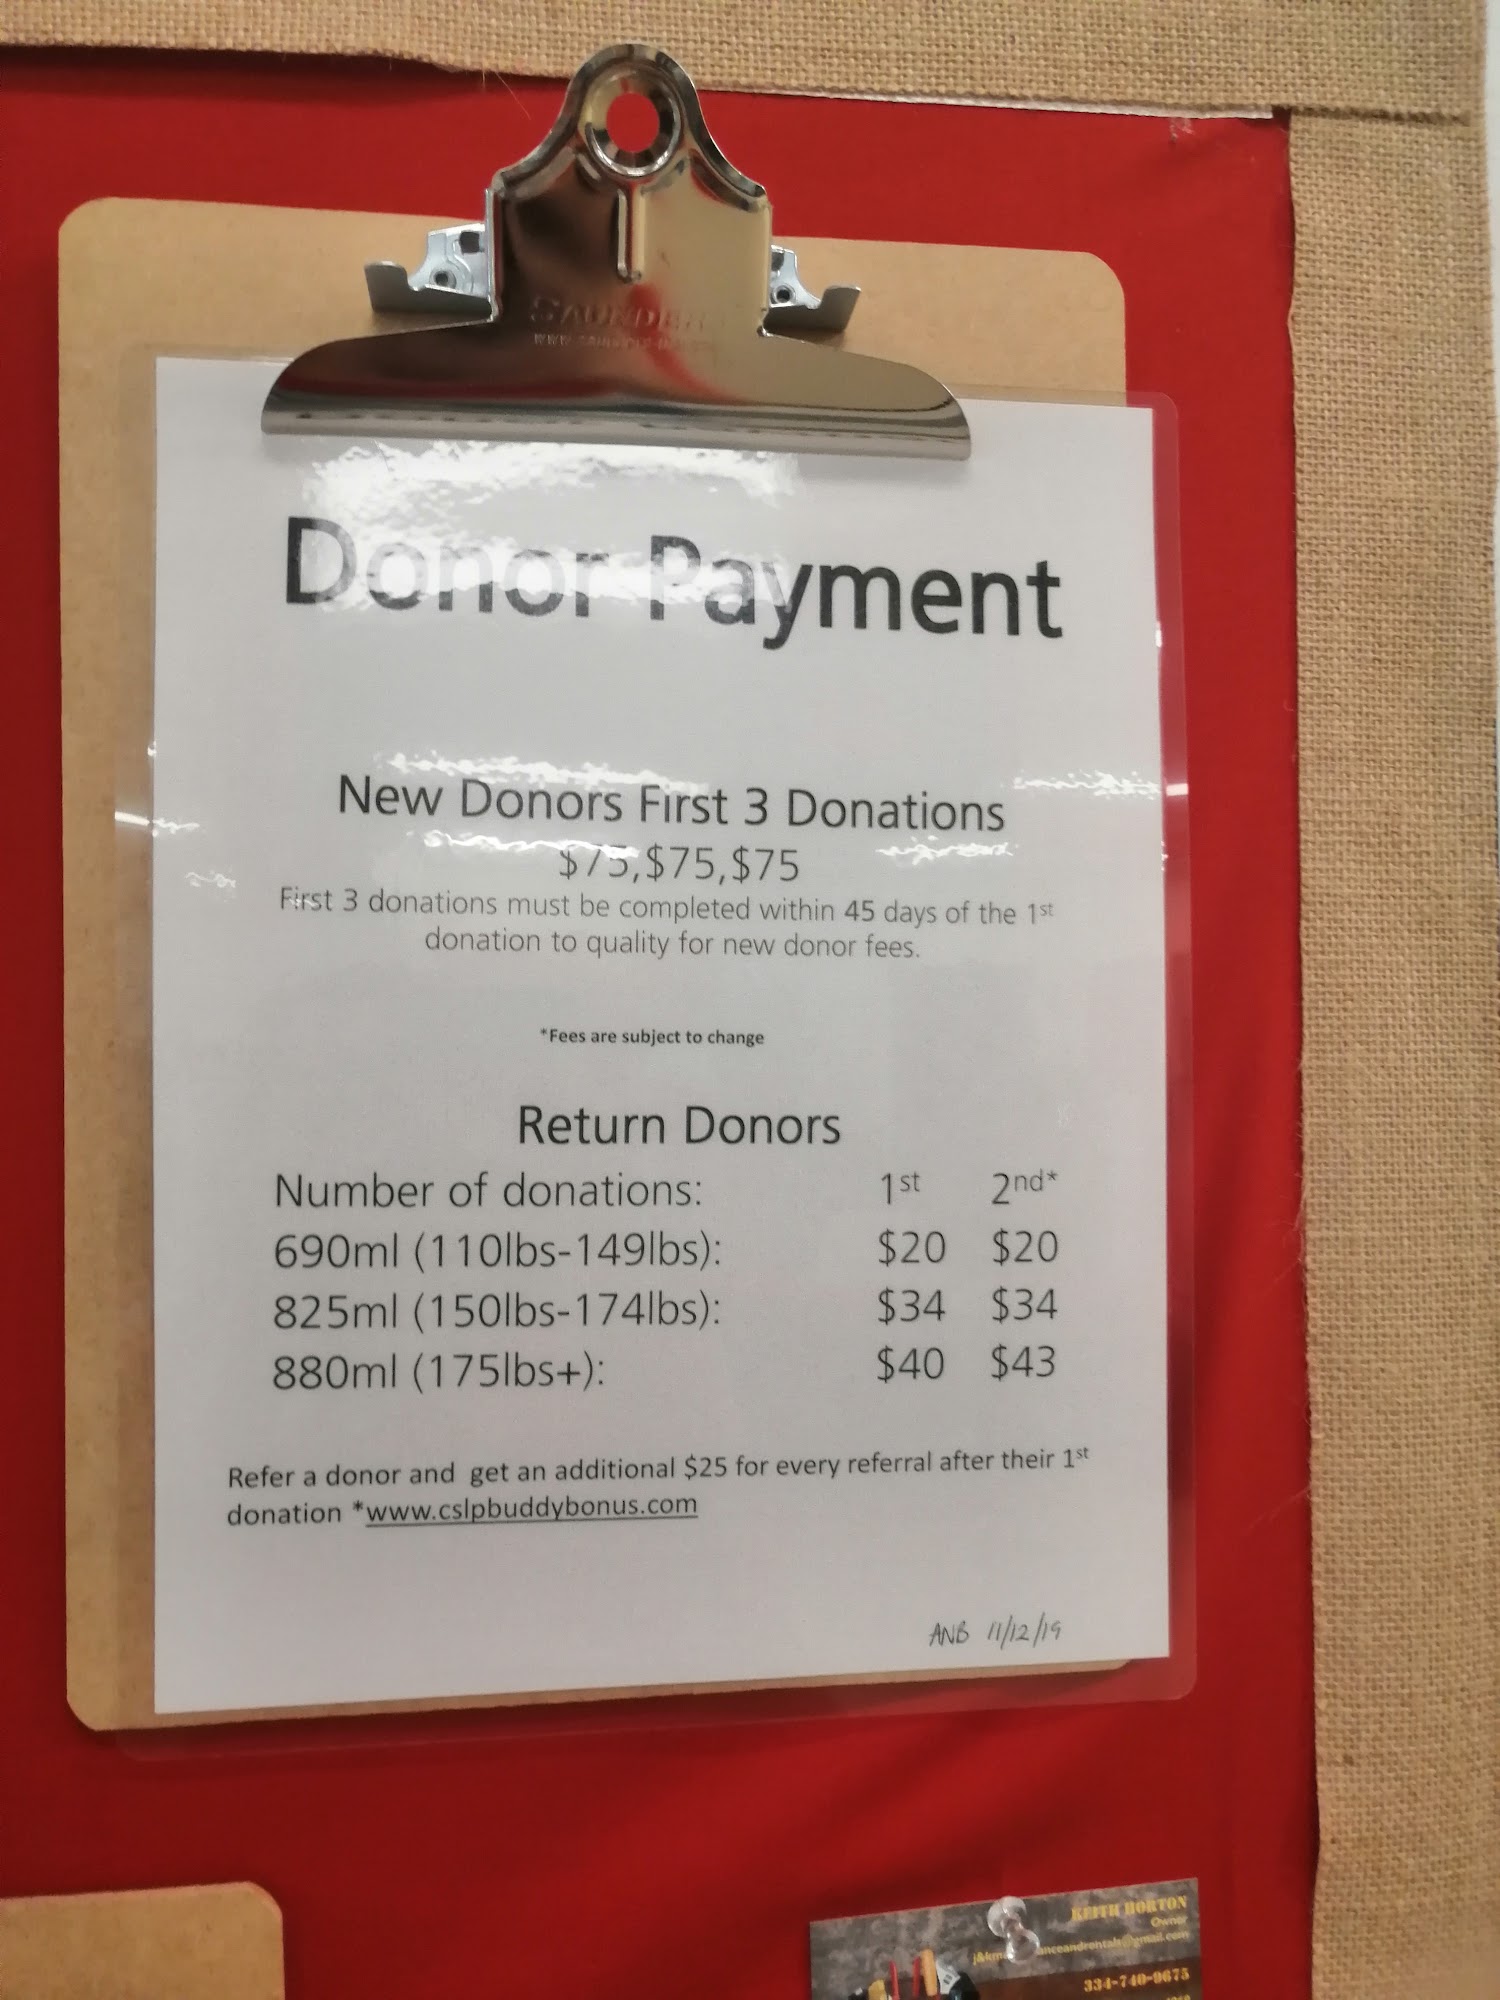 SAUNDERS
Donor Payment
New Donors First 3 Donations
$75,$75,$75
First 3 donations must be completed within 45 days of the 1st
donation to quality for new donor fees.
*Fees are subject to change
Return Donors
Number of donations: 1st 2nd*
690ml (110lbs-149lbs): $20 $20
825ml (150lbs-174lbs): $34 $34
880ml (175lbs+): $40 $43
Refer a donor and get an additional $25 for every referral after their 1st
donation *www.cslpbuddybonus.com
ANB 11/12/19
KEITH HORTON
Owner
334-740-9675